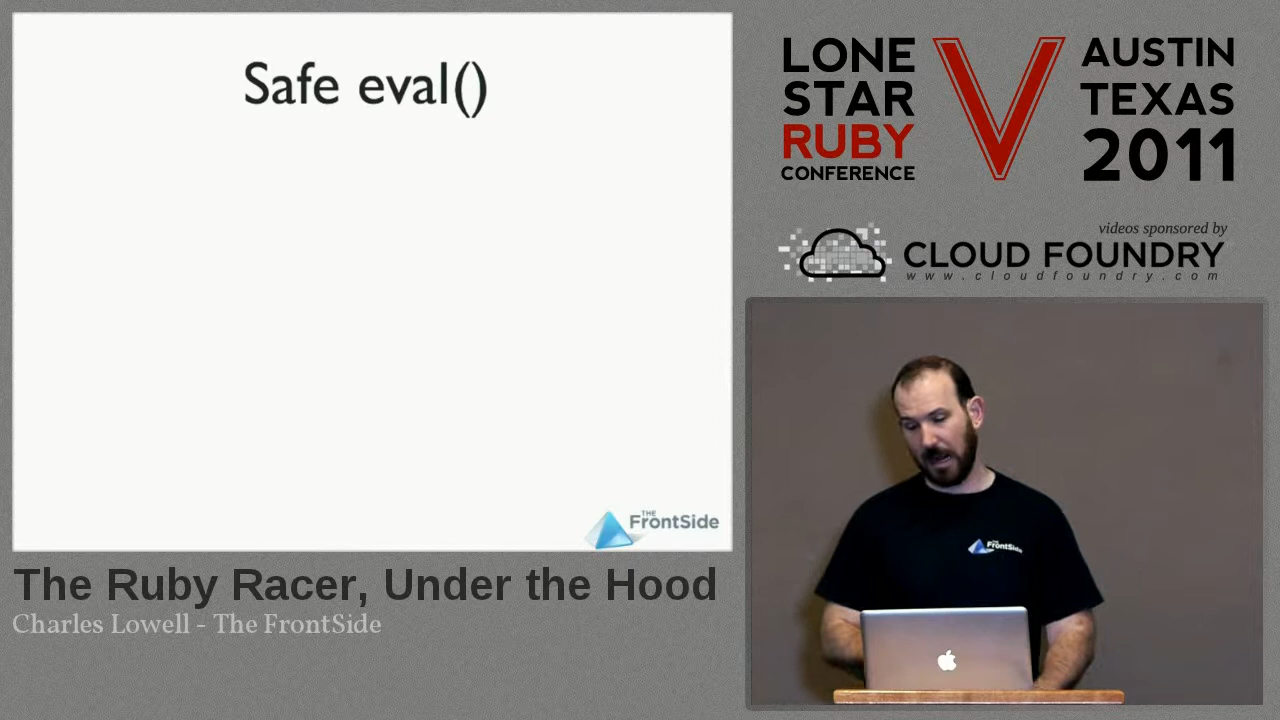 Safe eval()
THE
FrontSide
The Ruby Racer, Under the Hood
Charles Lowell - The FrontSide
LONE
STAR
RUBY
CONFERENCE
V
AUSTIN
TEXAS
2011
videos sponsored by
CLOUD FOUNDRY
www.cloudfoundry.com
THE
FrontSide